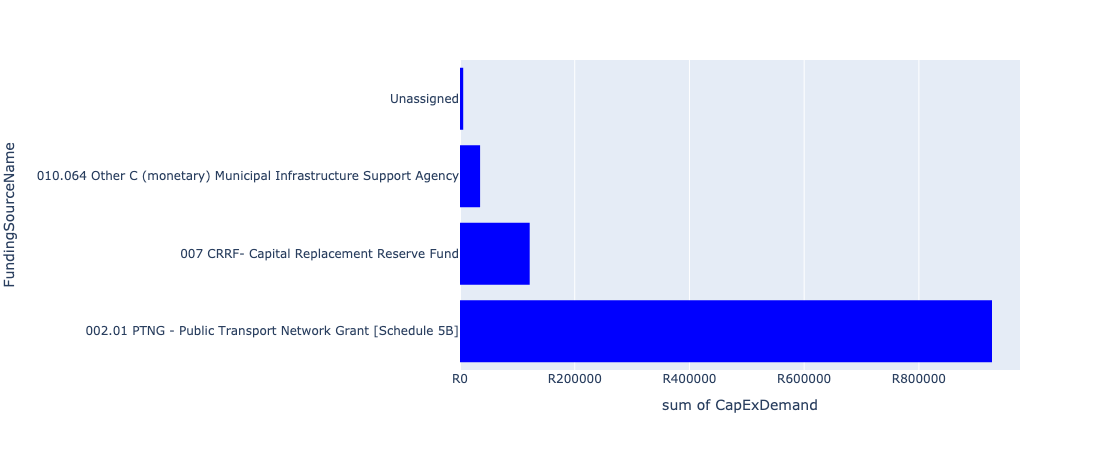 FundingSourceName
Unassigned
010.064 Other C (monetary) Municipal Infrastructure Support Agency
007 CRRF- Capital Replacement Reserve Fund
002.01 PTNG - Public Transport Network Grant [Schedule 5B]
R0 R200000 R400000 R600000 R800000
sum of CapExDemand